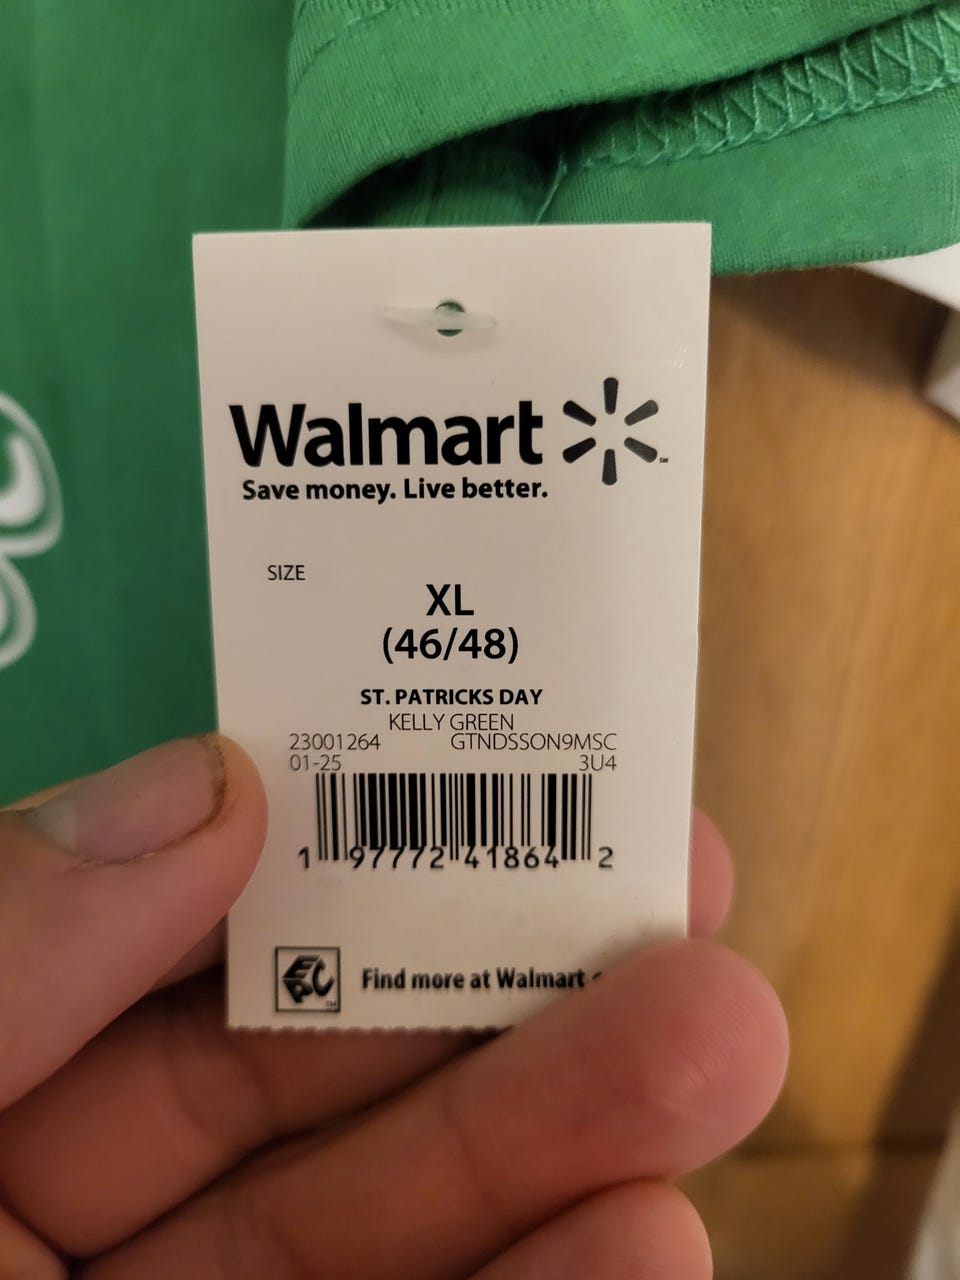 Walmart
Save money. Live better.
SIZE
XL
(46/48)
ST. PATRICKS DAY
KELLY GREEN
23001264 GTNDSSON9MSC
01-25 3U4
1 97772 41864 2
EPC
Find more at Walmart